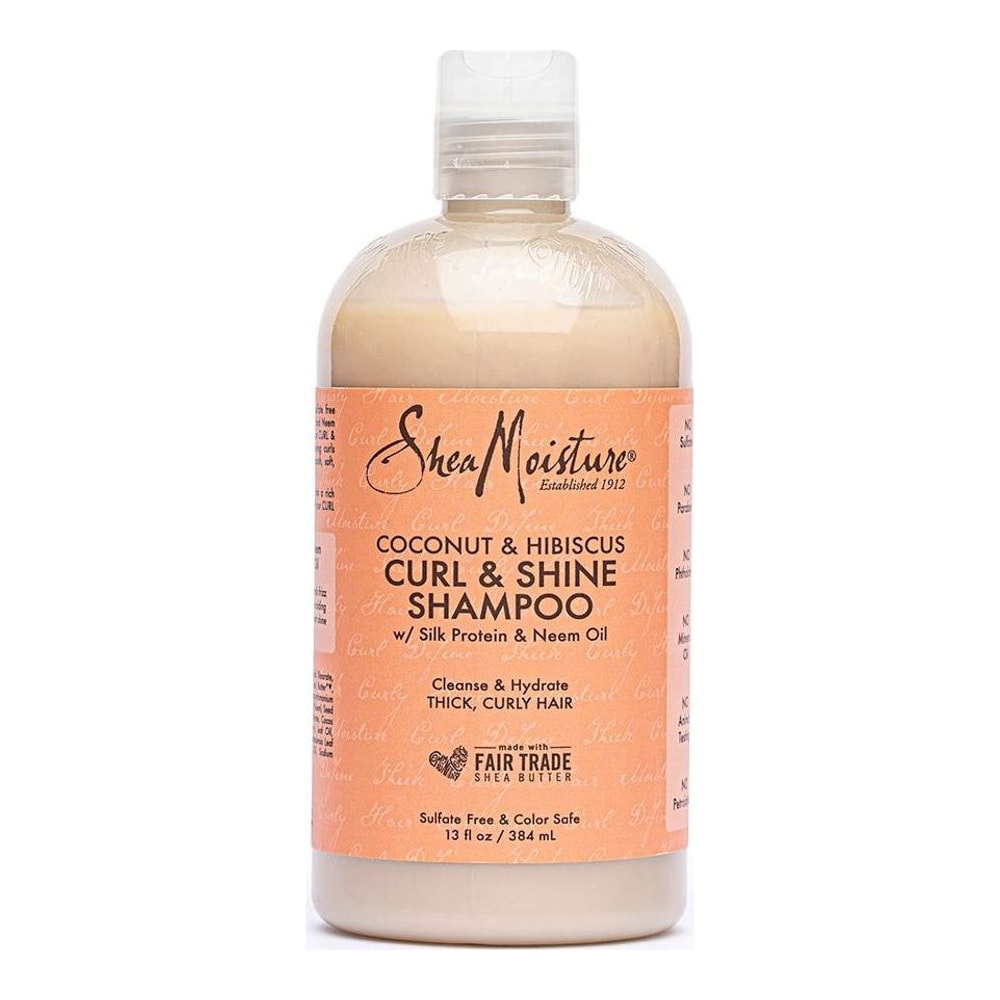 SheaMoisture®
Established 1912
COCONUT & HIBISCUS
CURL & SHINE
SHAMPOO
w/ Silk Protein & Neem Oil
Cleanse & Hydrate
THICK, CURLY HAIR
made with
FAIR TRADE
SHEA BUTTER
Sulfate Free & Color Safe
13 fl oz / 384 mL